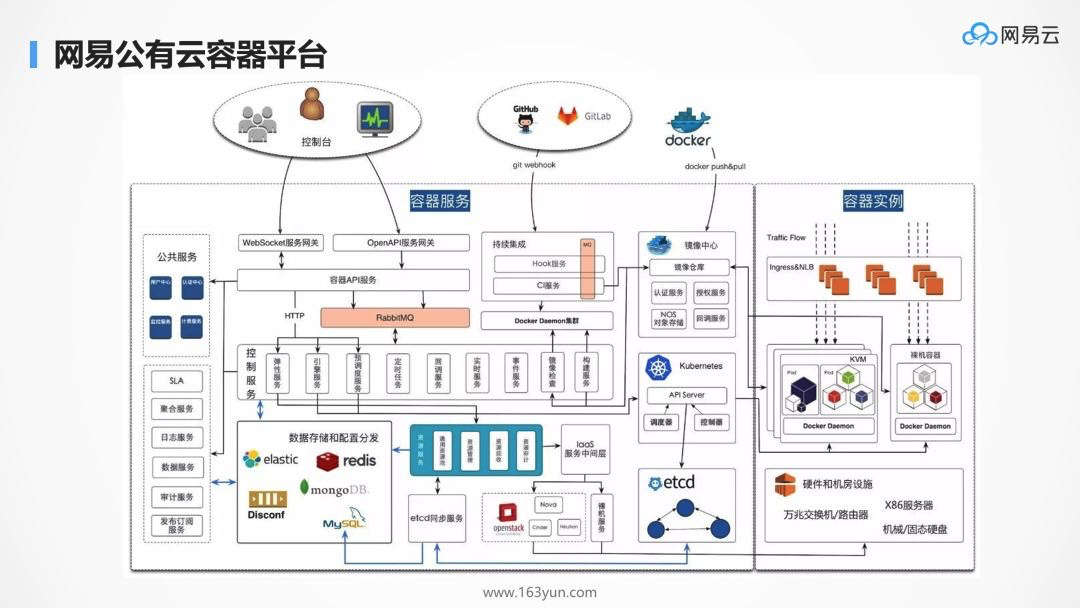 网易公有云容器平台
网易云
控制台
GitHub
GitLab
docker
git webhook
docker push&pull
容器服务
容器实例
WebSocket服务网关
OpenAPI服务网关
公共服务
用户中心
认证中心
监控服务
计费服务
容器API服务
HTTP
RabbitMQ
持续集成
MQ
Hook服务
CI服务
Docker Daemon集群
镜像中心
镜像仓库
认证服务
授权服务
NOS
对象存储
回调服务
Traffic Flow
Ingress&NLB
控制服务
弹性服务
引擎服务
预调度服务
定时任务
回调服务
实时服务
事件服务
镜像检查
构建服务
Kubernetes
API Server
调度器
控制器
KVM
Pod
Pod
Docker Daemon
裸机容器
Docker Daemon
SLA
聚合服务
日志服务
数据服务
审计服务
发布订阅
服务
数据存储和配置分发
elastic
redis
mongoDB
Disconf
MySQL
资源服务
通用资源池
资源管理
资源回收
资源审计
IaaS
服务中间层
etcd同步服务
openstack
Nova
Cinder
Neutron
裸机服务
etcd
硬件和机房设施
万兆交换机/路由器
X86服务器
机械/固态硬盘
www.163yun.com